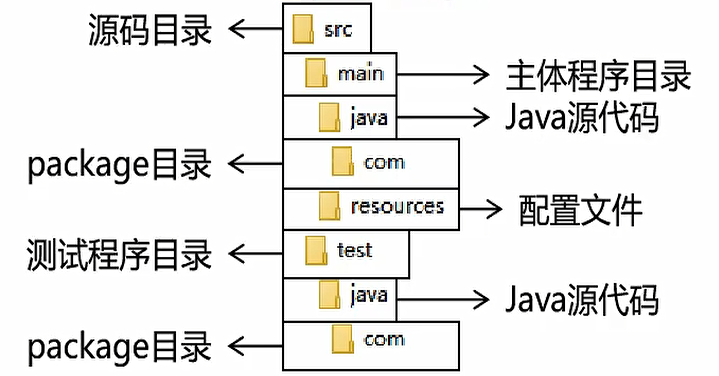 源码目录
src
main
主体程序目录
java
Java源代码
package目录
com
resources
配置文件
测试程序目录
test
java
Java源代码
package目录
com